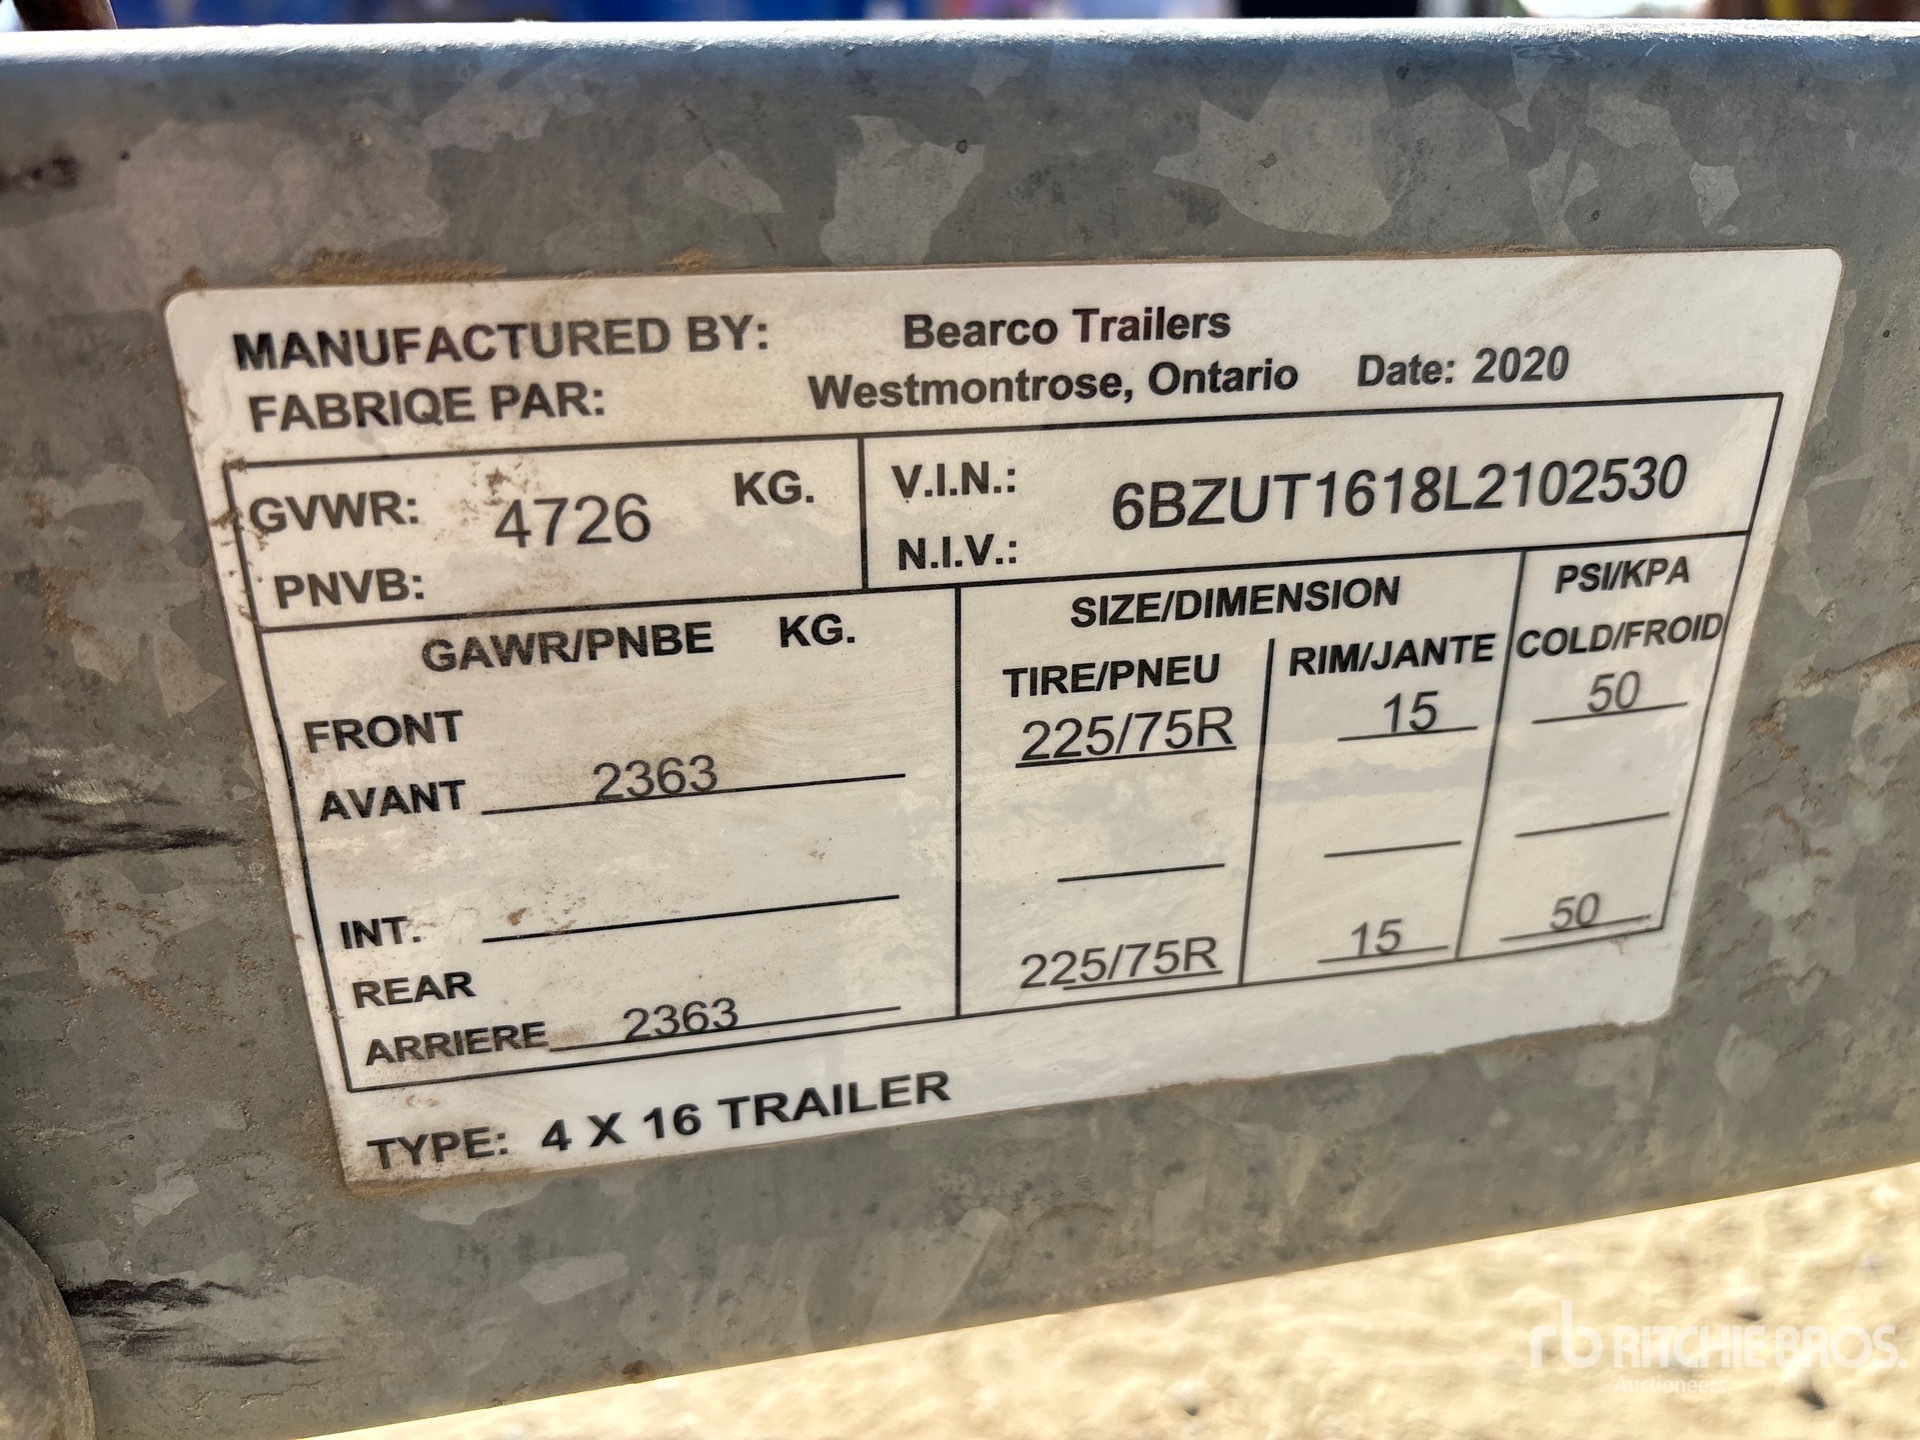 MANUFACTURED BY: Bearco Trailers
FABRIQE PAR: Westmontrose, Ontario Date: 2020
GVWR: 4726 KG.
PNVB:
V.I.N.: 6BZUT1618L2102530
N.I.V.:
GAWR/PNBE KG.
SIZE/DIMENSION
PSI/KPA
TIRE/PNEU RIM/JANTE COLD/FROID
FRONT
AVANT 2363 225/75R 15 50
INT.
REAR
ARRIERE 2363 225/75R 15 50
TYPE: 4 X 16 TRAILER
rb RITCHIE BROS.
Auctioneers